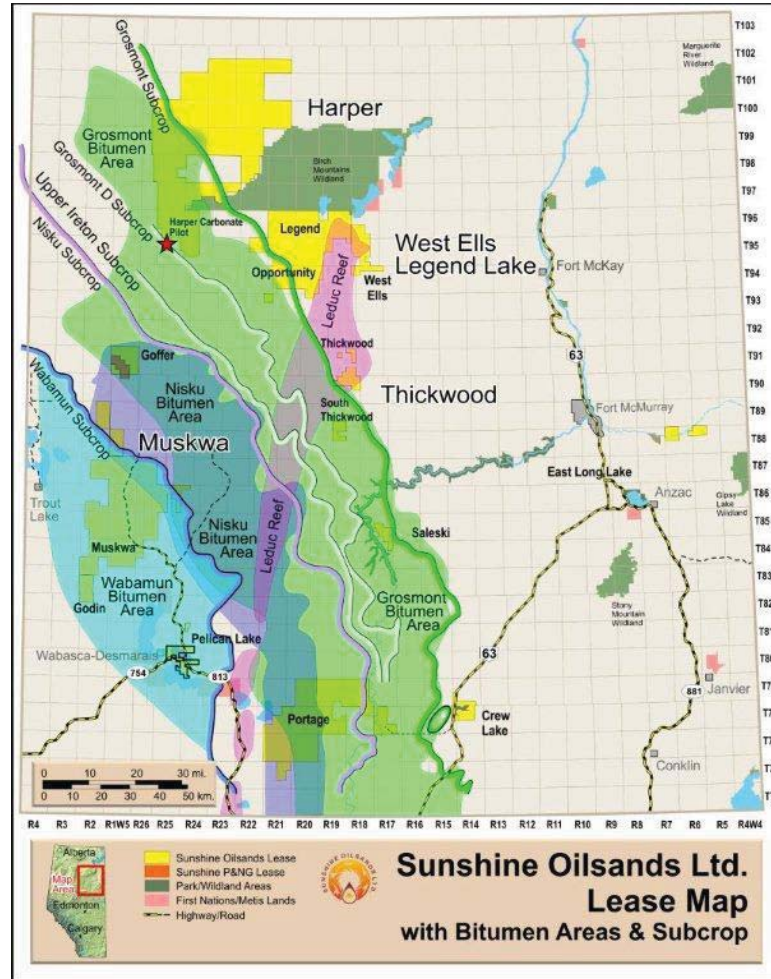 Grosmont Subcrop
Harper
Grosmont
Bitumen
Area
Birch
Mountains
Wildland
Marguerite
River
Wildland
Grosmont D Subcrop
Upper Ireton Subcrop
Nisku Subcrop
Harper Carbonate
Pilot
Legend
Opportunity
West Ells
Legend Lake
West
Ells
Leduc Reef
Fort McKay
63
Thickwood
Thickwood
South
Thickwood
Goffer
Nisku
Bitumen
Area
Wabamun Subcrop
Muskwa
Fort McMurray
East Long Lake
Anzac
Gipsy
Lake
Wildland
Trout
Lake
Nisku
Bitumen
Area
Leduc Reef
Saleski
Muskwa
Wabamun
Bitumen
Area
Godin
Grosmont
Bitumen
Area
Stony
Mountain
Wildland
Pelican Lake
Wabasca-Desmarais
754
813
63
881
Janvier
Portage
Crew
Lake
Conklin
T103
T102
T101
T100
T99
T98
T97
T96
T95
T94
T93
T92
T91
T90
T89
T88
T87
T86
T85
T84
T83
T82
0 10 20 30 mi.
0 10 20 30 40 50 km.
R4 R3 R2 R1W5 R26 R25 R24 R23 R22 R21 R20 R19 R18 R17 R16 R15 R14 R13 R12 R11 R10 R9 R8 R7 R6 R5 R4W4
Alberta
Map
Area
Edmonton
Calgary
Sunshine Oilsands Lease
Sunshine P&NG Lease
Park/Wildland Areas
First Nations/Metis Lands
Highway/Road
SUNSHINE OILSANDS LTD
Sunshine Oilsands Ltd.
Lease Map
with Bitumen Areas & Subcrop